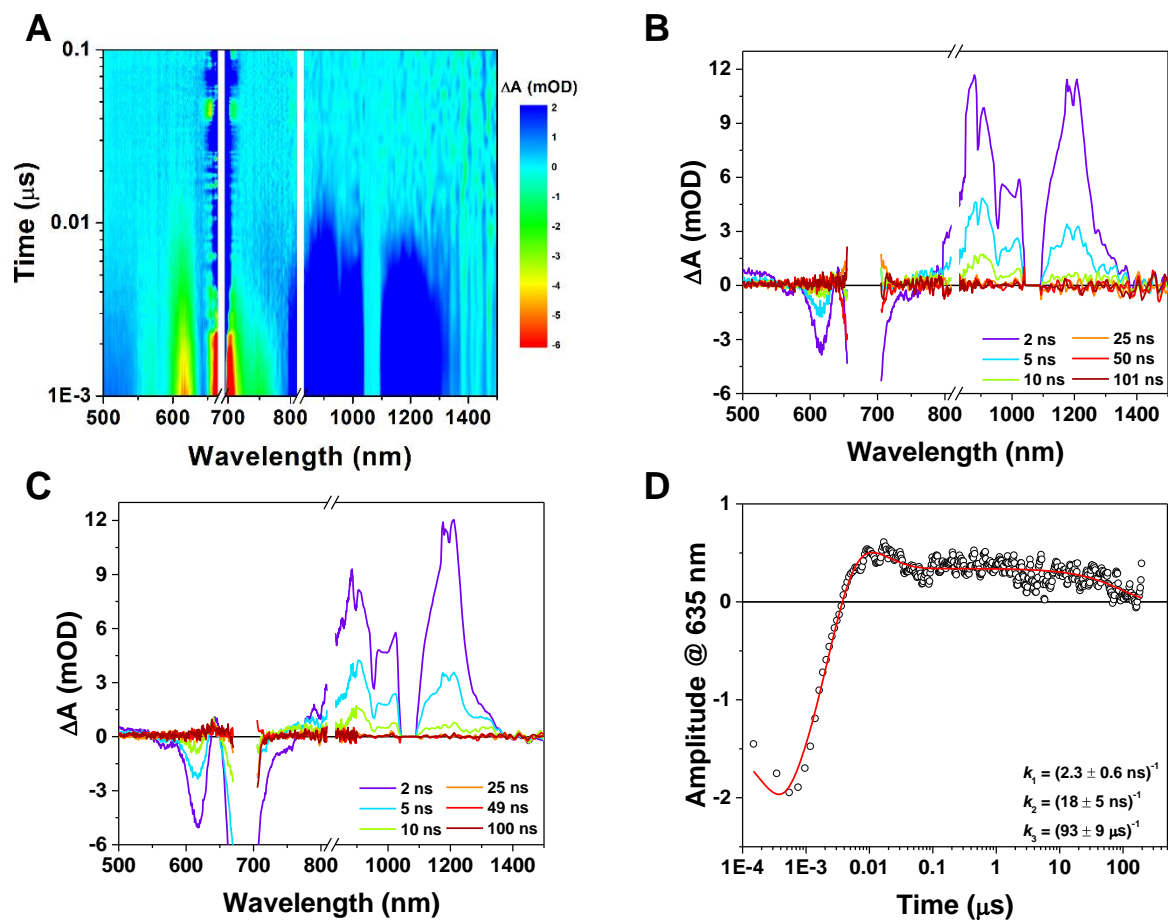 A
ΔA (mOD)
2
1
0
-1
-2
-3
-4
-5
-6
0.1
0.01
1E-3
Time (μs)
500 600 700 800 1000 1200 1400
Wavelength (nm)
B
12
9
6
3
0
-3
-6
ΔA (mOD)
2 ns 25 ns
5 ns 50 ns
10 ns 101 ns
500 600 700 800 1000 1200 1400
Wavelength (nm)
C
12
9
6
3
0
-3
-6
ΔA (mOD)
2 ns 25 ns
5 ns 49 ns
10 ns 100 ns
500 600 700 800 1000 1200 1400
Wavelength (nm)
D
1
0
-1
-2
Amplitude @ 635 nm
k₁ = (2.3 ± 0.6 ns)⁻¹
k₂ = (18 ± 5 ns)⁻¹
k₃ = (93 ± 9 μs)⁻¹
1E-4 1E-3 0.01 0.1 1 10 100
Time (μs)